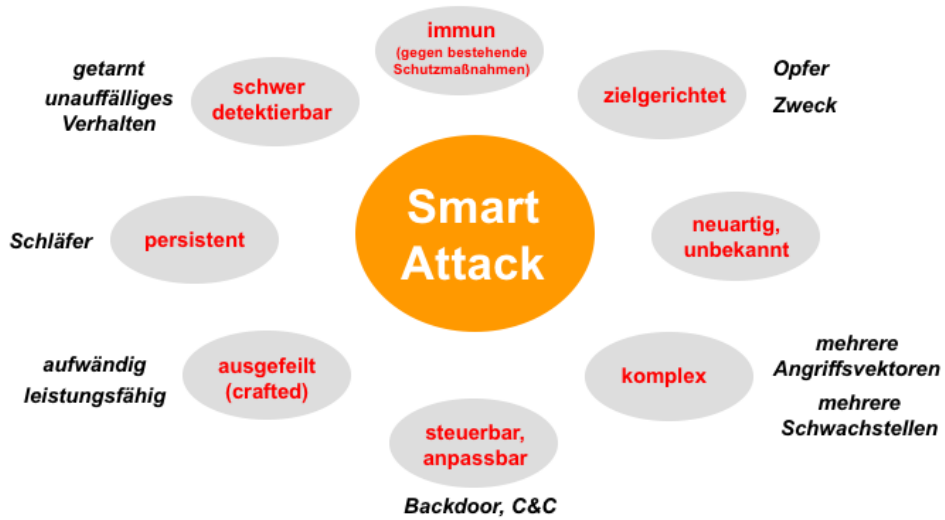 immun
(gegen bestehende
Schutzmaßnahmen)
getarnt
unauffälliges
Verhalten
schwer
detektierbar
zielgerichtet
Opfer
Zweck
Smart
Attack
Schläfer
persistent
neuartig,
unbekannt
aufwändig
leistungsfähig
ausgefeilt
(crafted)
komplex
mehrere
Angriffsvektoren
mehrere
Schwachstellen
steuerbar,
anpassbar
Backdoor, C&C